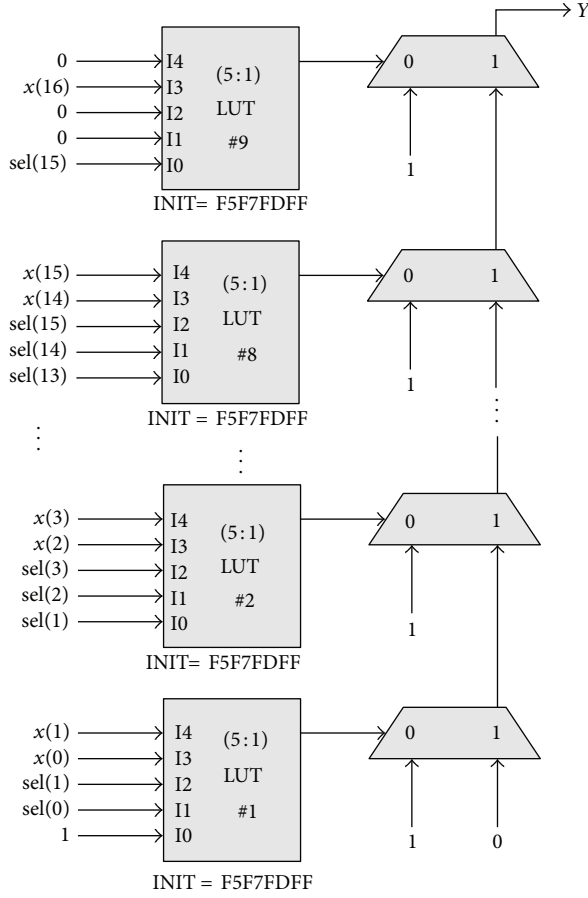 Y
0
x(16)
0
0
sel(15)
I4
I3
I2
I1
I0
(5:1)
LUT
#9
INIT= F5F7FDFF
0 1
1
x(15)
x(14)
sel(15)
sel(14)
sel(13)
I4
I3
I2
I1
I0
(5:1)
LUT
#8
INIT = F5F7FDFF
0 1
1
x(3)
x(2)
sel(3)
sel(2)
sel(1)
I4
I3
I2
I1
I0
(5:1)
LUT
#2
INIT= F5F7FDFF
0 1
1
x(1)
x(0)
sel(1)
sel(0)
1
I4
I3
I2
I1
I0
(5:1)
LUT
#1
INIT = F5F7FDFF
0 1
1 0